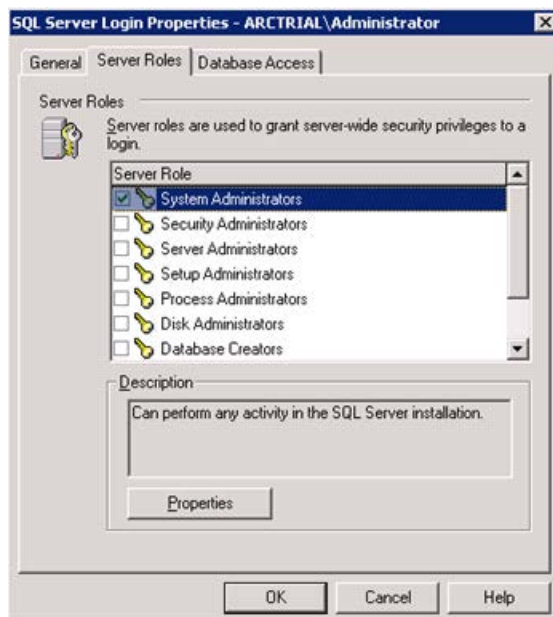 SQL Server Login Properties - ARCTRIAL\Administrator
General
Server Roles
Database Access
Server Roles
Server roles are used to grant server-wide security privileges to a
login.
Server Role
System Administrators
Security Administrators
Server Administrators
Setup Administrators
Process Administrators
Disk Administrators
Database Creators
Description
Can perform any activity in the SQL Server installation.
Properties
OK
Cancel
Help